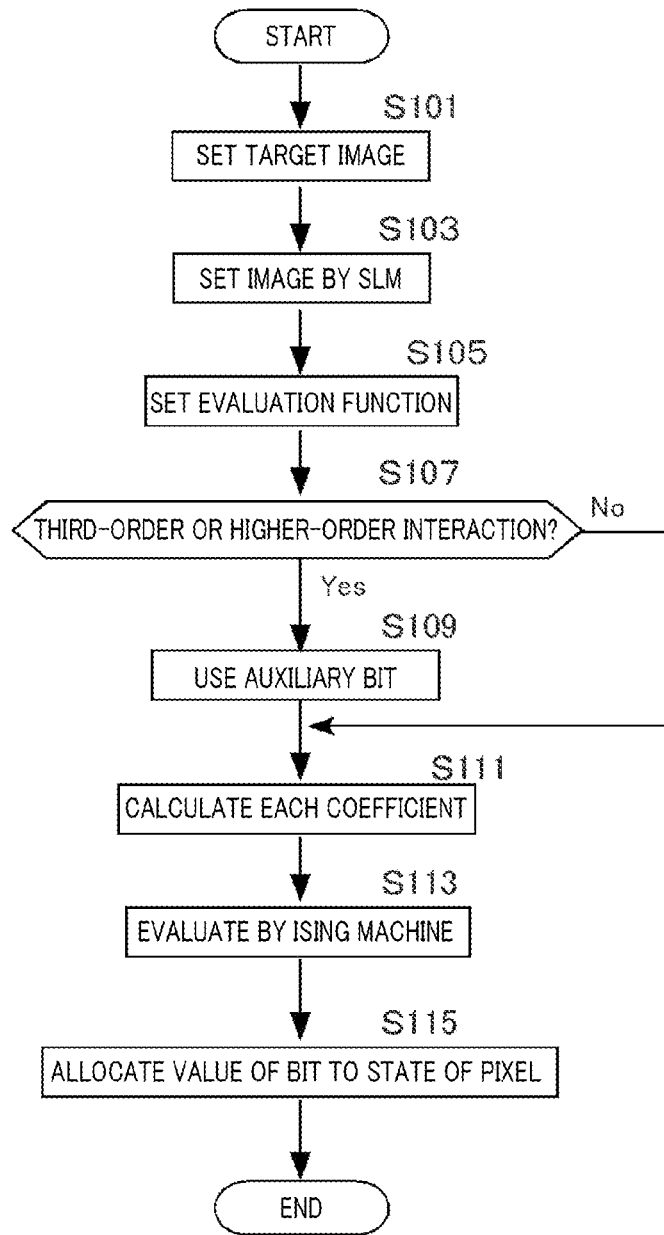 START
S101
SET TARGET IMAGE
S103
SET IMAGE BY SLM
S105
SET EVALUATION FUNCTION
S107
THIRD-ORDER OR HIGHER-ORDER INTERACTION?
No
Yes
S109
USE AUXILIARY BIT
S111
CALCULATE EACH COEFFICIENT
S113
EVALUATE BY ISING MACHINE
S115
ALLOCATE VALUE OF BIT TO STATE OF PIXEL
END